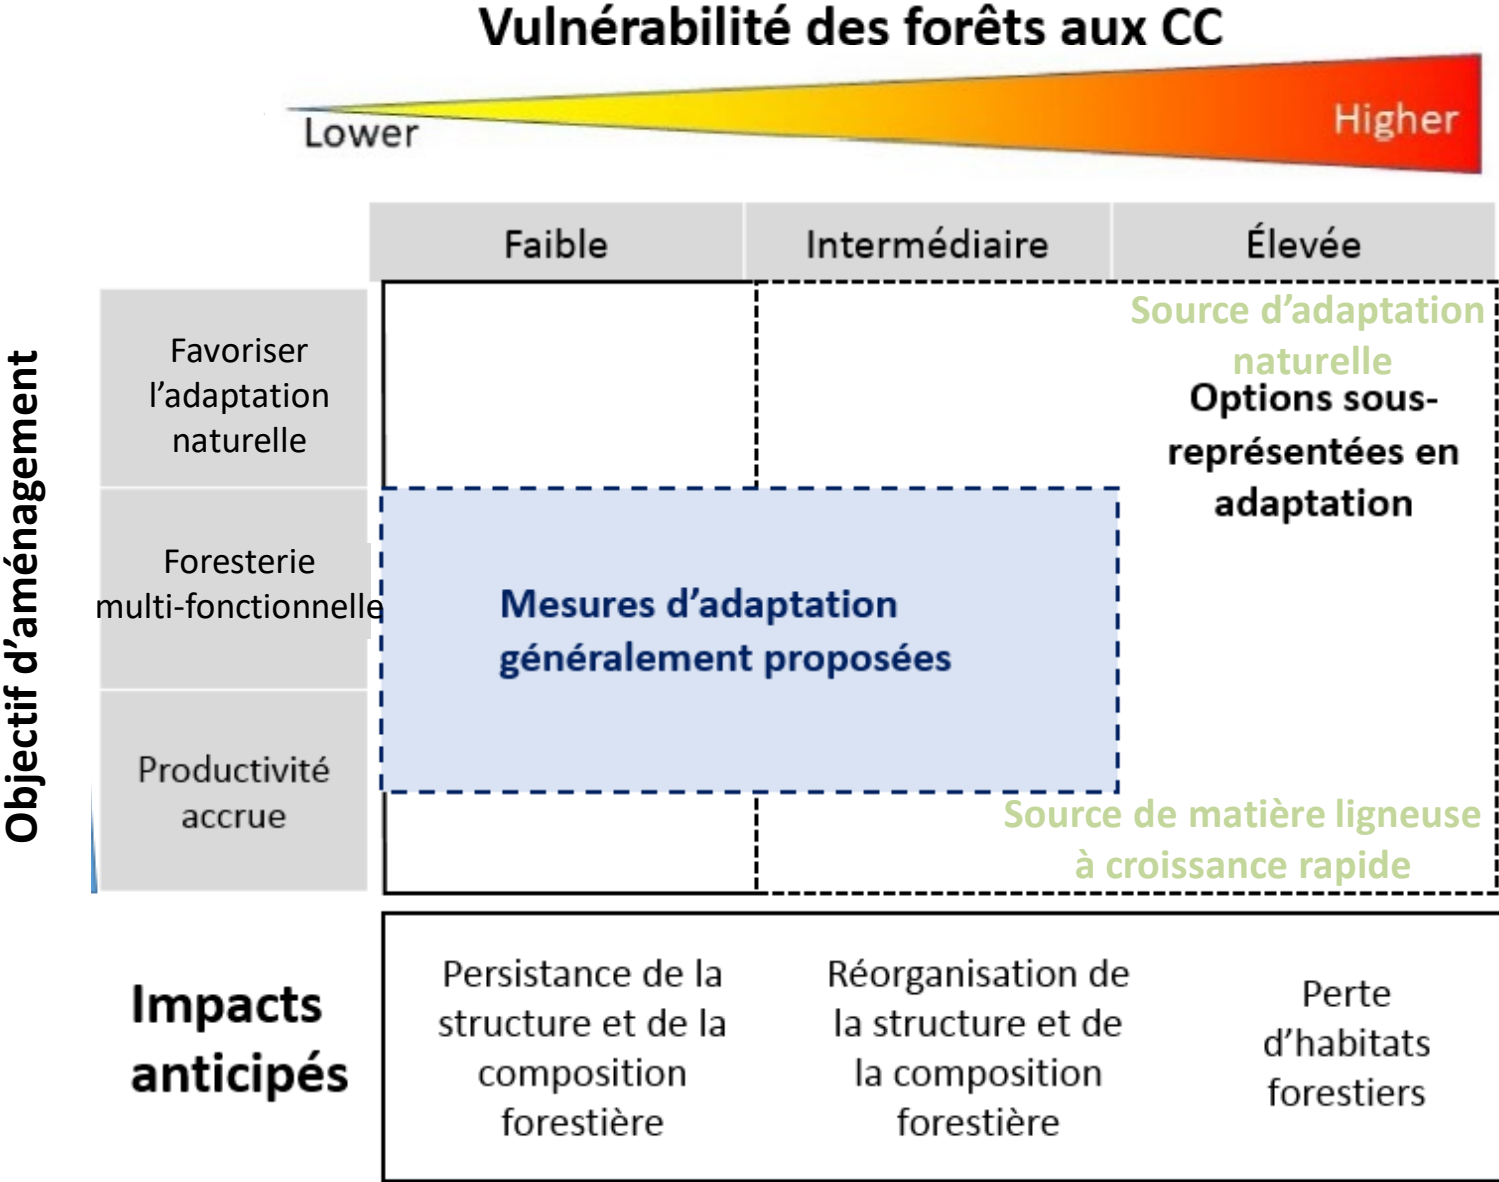 Vulnérabilité des forêts aux CC
Lower
Higher
Faible
Intermédiaire
Élevée
Objectif d'aménagement
Favoriser
l'adaptation
naturelle
Foresterie
multi-fonctionnelle
Productivité
accrue
Source d'adaptation
naturelle
Options sous-
représentées en
adaptation
Mesures d'adaptation
généralement proposées
Source de matière ligneuse
à croissance rapide
Impacts
anticipés
Persistance de la
structure et de la
composition
forestière
Réorganisation de
la structure et de
la composition
forestière
Perte
d'habitats
forestiers